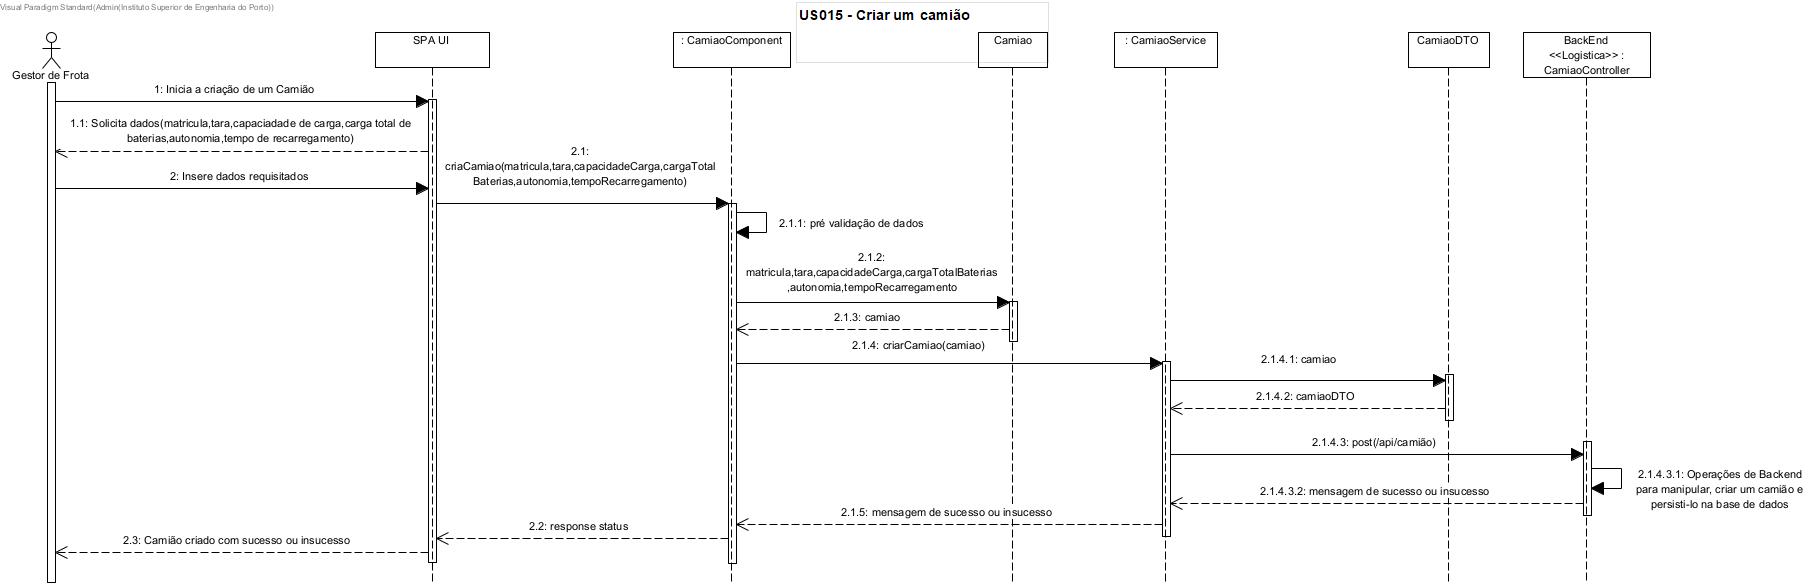 Visual Paradigm Standard(Admin(Instituto Superior de Engenharia do Porto))
US015 - Criar um camião
Gestor de Frota
SPA UI
: CamiaoComponent
Camiao
: CamiaoService
CamiaoDTO
BackEnd
<<Logistica>> :
CamiaoController
1: Inicia a criação de um Camião
1.1: Solicita dados(matricula,tara,capaciadade de carga,carga total de
baterias,autonomia,tempo de recarregamento)
2: Insere dados requisitados
2.1:
criaCamiao(matricula,tara,capacidadeCarga,cargaTotal
Baterias,autonomia,tempoRecarregamento)
2.1.1: pré validação de dados
2.1.2:
matricula,tara,capacidadeCarga,cargaTotalBaterias
,autonomia,tempoRecarregamento
2.1.3: camiao
2.1.4: criarCamiao(camiao)
2.1.4.1: camiao
2.1.4.2: camiaoDTO
2.1.4.3: post(/api/camião)
2.1.4.3.1: Operações de Backend
para manipular, criar um camião e
persisti-lo na base de dados
2.1.4.3.2: mensagem de sucesso ou insucesso
2.1.5: mensagem de sucesso ou insucesso
2.2: response status
2.3: Camião criado com sucesso ou insucesso